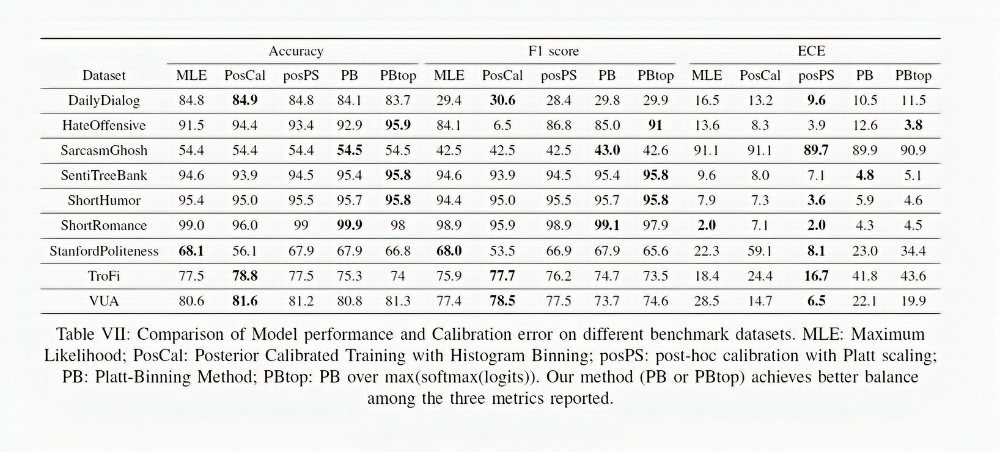 Accuracy F1 score ECE
Dataset MLE PosCal posPS PB PBtop MLE PosCal posPS PB PBtop MLE PosCal posPS PB PBtop
DailyDialog 84.8 84.9 84.8 84.1 83.7 29.4 30.6 28.4 29.8 29.9 16.5 13.2 9.6 10.5 11.5
HateOffensive 91.5 94.4 93.4 92.9 95.9 84.1 6.5 86.8 85.0 91 13.6 8.3 3.9 12.6 3.8
SarcasmGhosh 54.4 54.4 54.4 54.5 54.5 42.5 42.5 42.5 43.0 42.6 91.1 91.1 89.7 89.9 90.9
SentiTreeBank 94.6 93.9 94.5 95.4 95.8 94.6 93.9 94.5 95.4 95.8 9.6 8.0 7.1 4.8 5.1
ShortHumor 95.4 95.0 95.5 95.7 95.8 94.4 95.0 95.5 95.7 95.8 7.9 7.3 3.6 5.9 4.6
ShortRomance 99.0 96.0 99 99.9 98 98.9 95.9 98.9 99.1 97.9 2.0 7.1 2.0 4.3 4.5
StanfordPoliteness 68.1 56.1 67.9 67.9 66.8 68.0 53.5 66.9 67.9 65.6 22.3 59.1 8.1 23.0 34.4
TroFi 77.5 78.8 77.5 75.3 74 75.9 77.7 76.2 74.7 73.5 18.4 24.4 16.7 41.8 43.6
VUA 80.6 81.6 81.2 80.8 81.3 77.4 78.5 77.5 73.7 74.6 28.5 14.7 6.5 22.1 19.9
Table VII: Comparison of Model performance and Calibration error on different benchmark datasets. MLE: Maximum
Likelihood; PosCal: Posterior Calibrated Training with Histogram Binning; posPS: post-hoc calibration with Platt scaling;
PB: Platt-Binning Method; PBtop: PB over max(softmax(logits)). Our method (PB or PBtop) achieves better balance
among the three metrics reported.